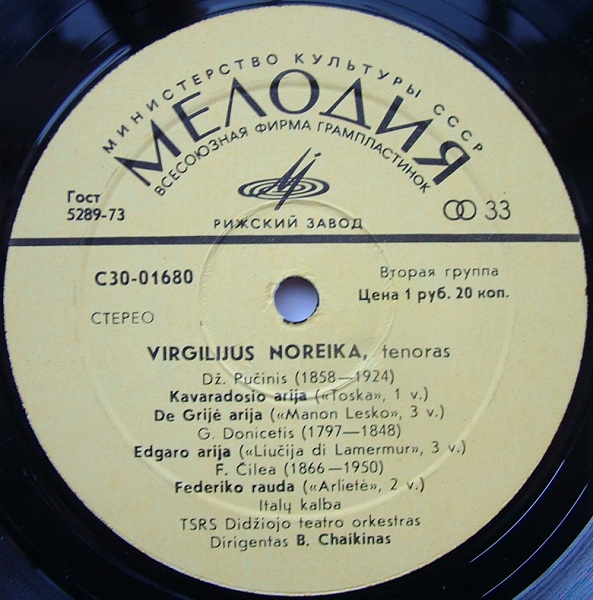 МИНИСТЕРСТВО КУЛЬТУРЫ СССР
МЕЛОДИЯ
ВСЕСОЮЗНАЯ ФИРМА ГРАМПЛАСТИНОК
Гост
5289-73
33
РИЖСКИЙ ЗАВОД
С30-01680
Вторая группа
Цена 1 руб. 20 коп.
СТЕРЕО
VIRGILIJUS NOREIKA, tenoras
Dž. Pučinis (1858—1924)
Kavaradosio arija («Toska», 1 v.)
De Grijė arija («Manon Lesko», 3 v.)
G. Donicetis (1797—1848)
Edgaro arija («Liučija di Lamermur», 3 v.)
F. Čilea (1866—1950)
Federiko rauda («Arlietė», 2 v.)
Italų kalba
TSRS Didžiojo teatro orkestras
Dirigentas B. Chaikinas